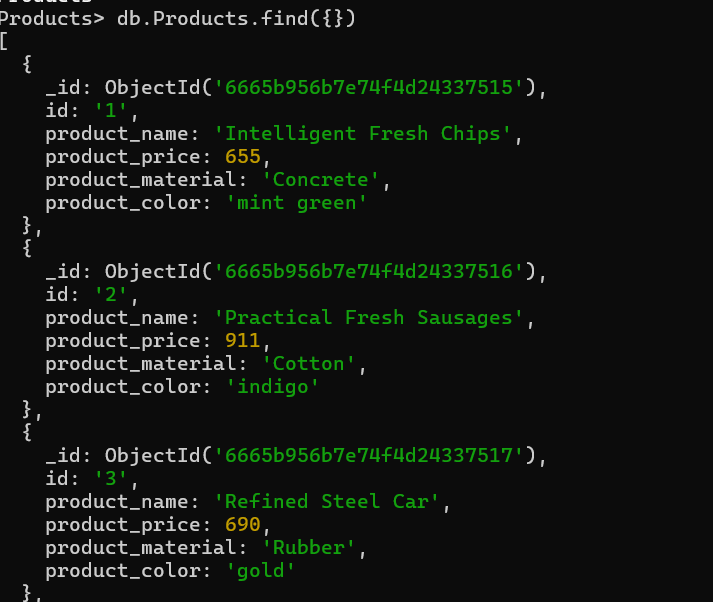 Products> db.Products.find({})
[
  {
    _id: ObjectId('6665b956b7e74f4d24337515'),
    id: '1',
    product_name: 'Intelligent Fresh Chips',
    product_price: 655,
    product_material: 'Concrete',
    product_color: 'mint green'
  },
  {
    _id: ObjectId('6665b956b7e74f4d24337516'),
    id: '2',
    product_name: 'Practical Fresh Sausages',
    product_price: 911,
    product_material: 'Cotton',
    product_color: 'indigo'
  },
  {
    _id: ObjectId('6665b956b7e74f4d24337517'),
    id: '3',
    product_name: 'Refined Steel Car',
    product_price: 690,
    product_material: 'Rubber',
    product_color: 'gold'
  },